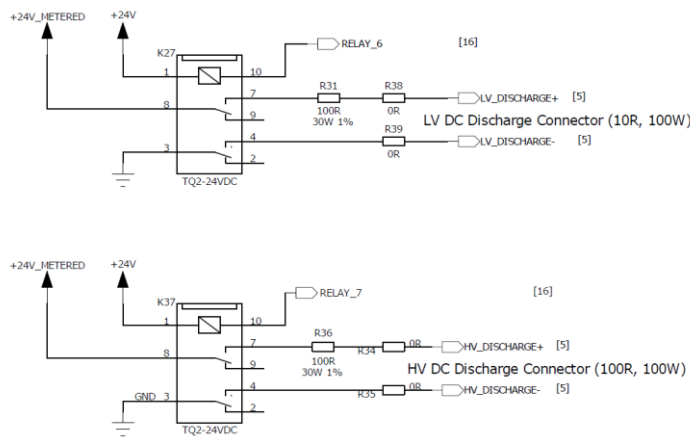 +24V_METERED +24V
K27
RELAY_6 [16]
1 10
R31 R38
7
8 LV_DISCHARGE+ [5]
9
100R 0R
30W 1%
LV DC Discharge Connector (10R, 100W)
4 R39
3 LV_DISCHARGE- [5]
2
0R
TQ2-24VDC
+24V_METERED +24V
K37
RELAY_7 [16]
1 10
R36
7 0R
8 R34 HV_DISCHARGE+ [5]
9
100R
30W 1%
HV DC Discharge Connector (100R, 100W)
4 0R
GND 3 R35 HV_DISCHARGE- [5]
2
TQ2-24VDC